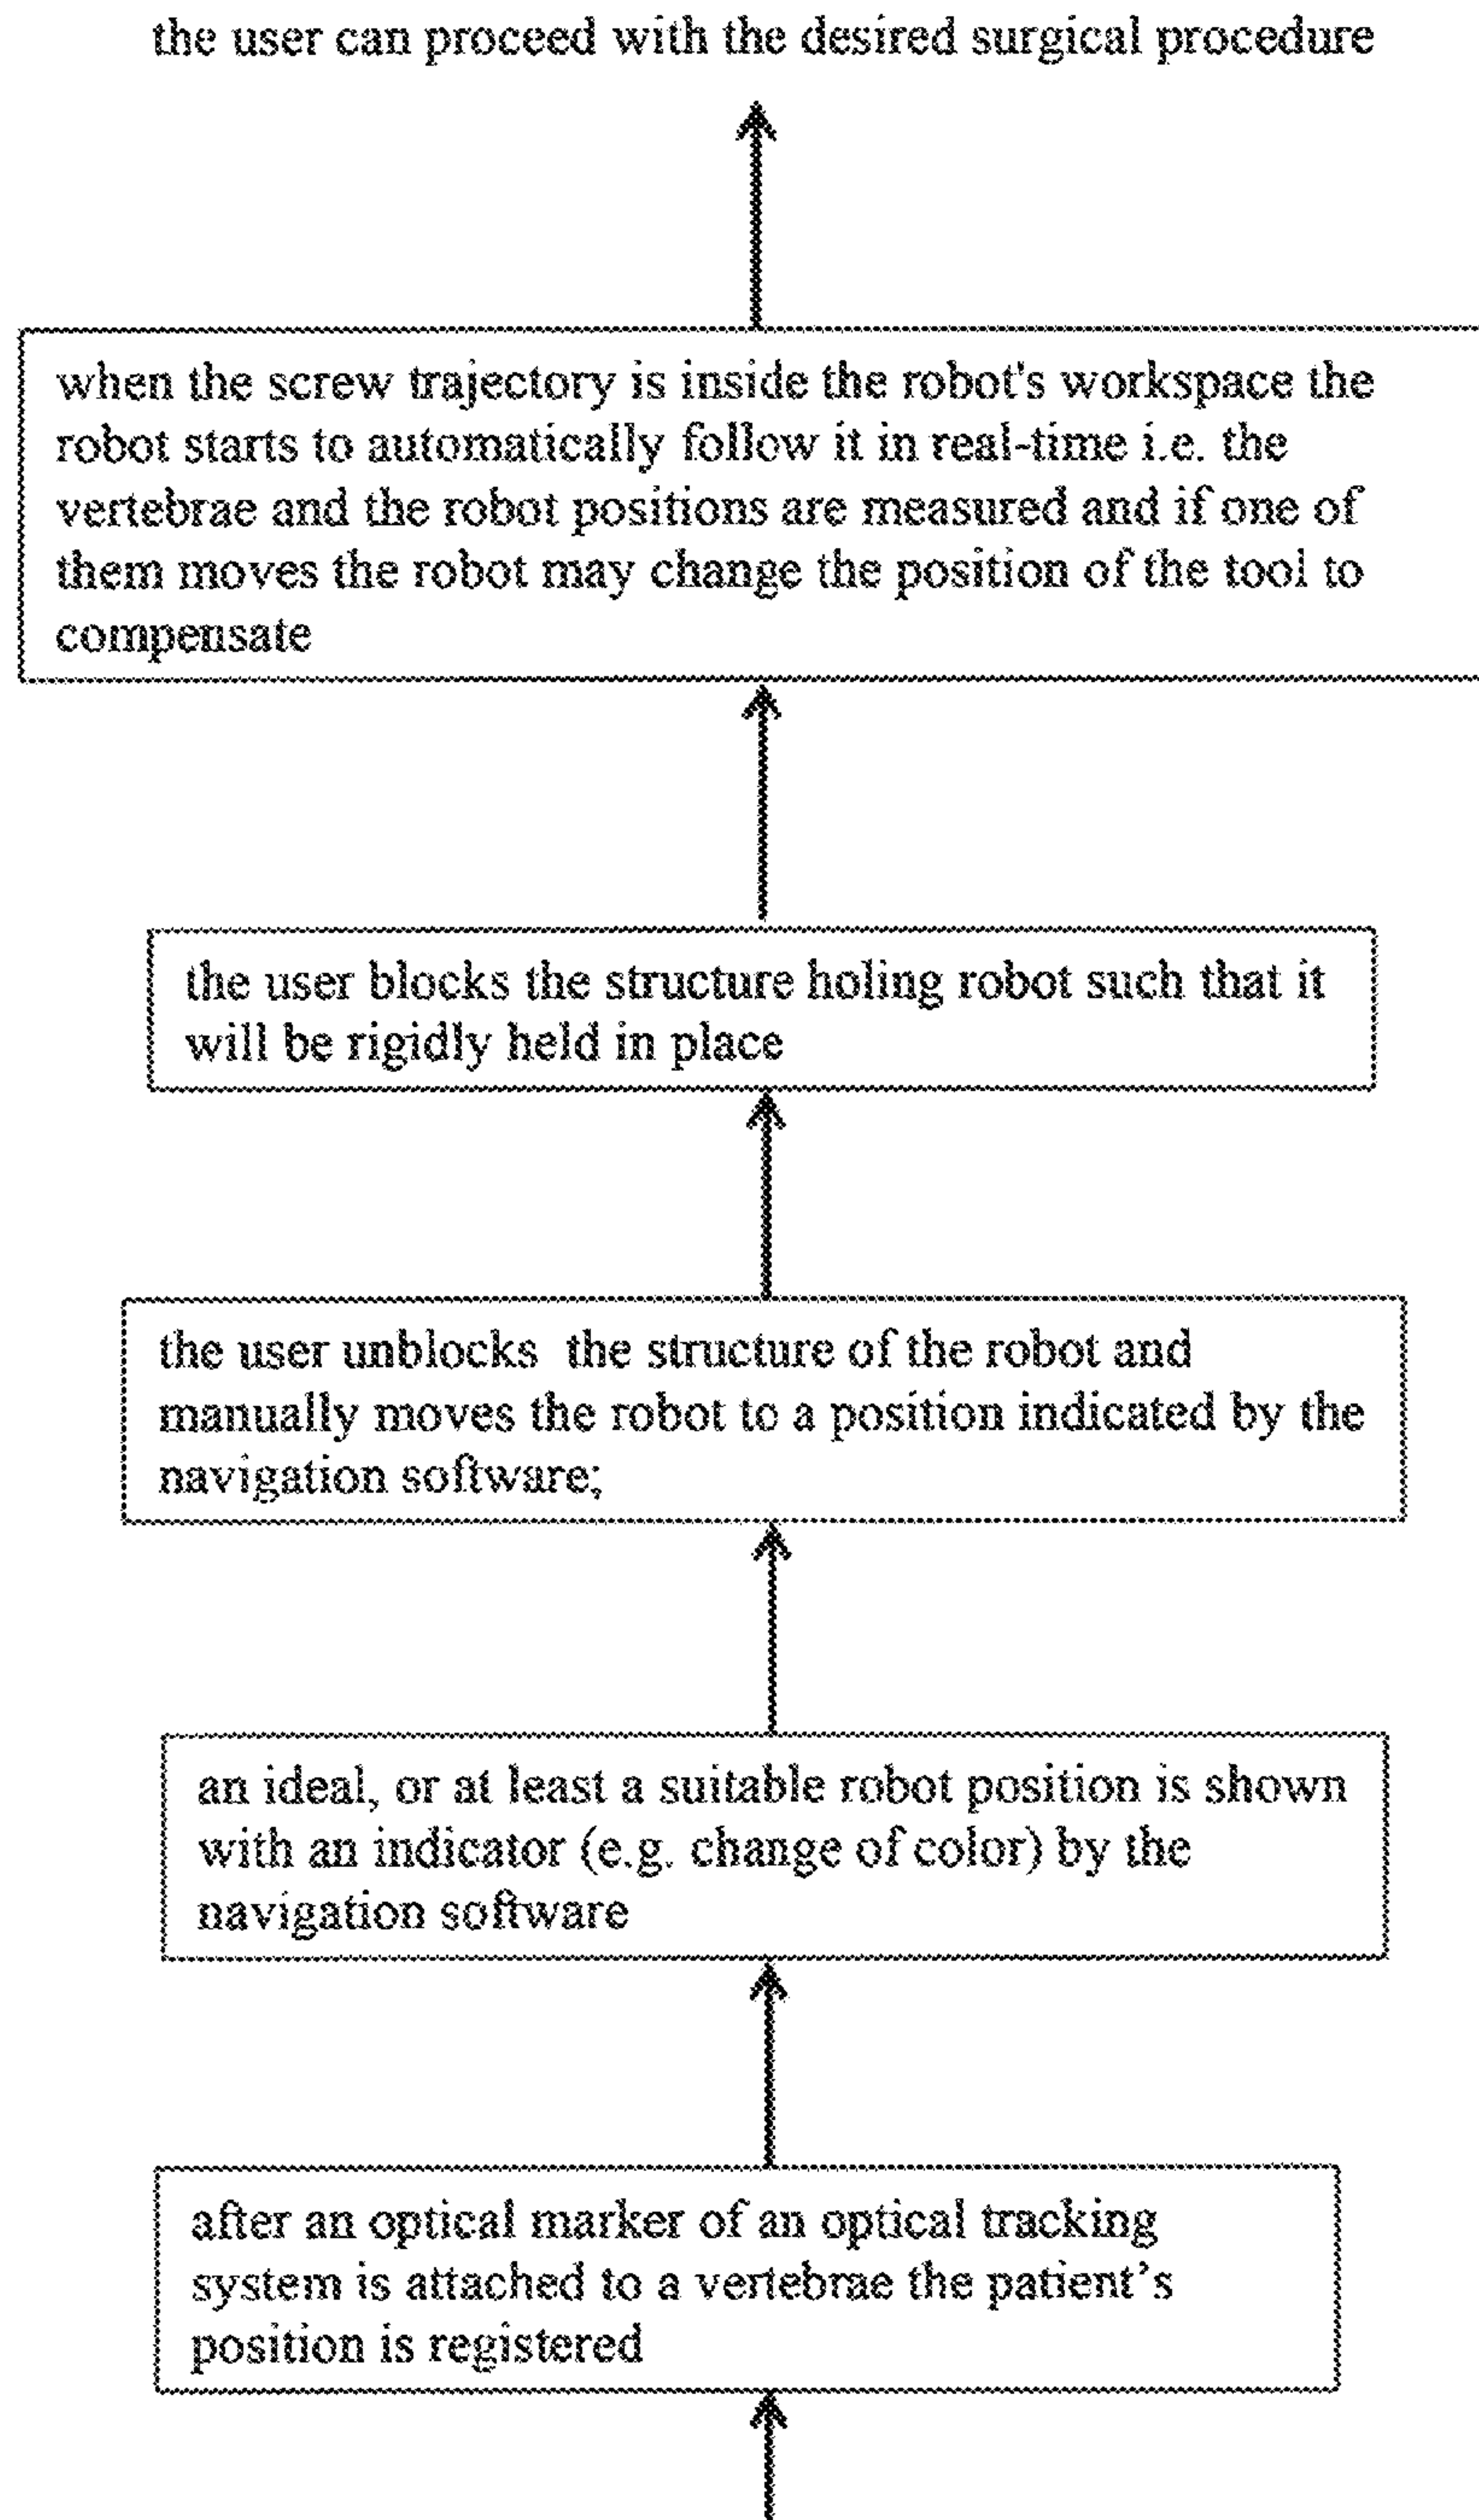 the user can proceed with the desired surgical procedure
when the screw trajectory is inside the robot's workspace the
robot starts to automatically follow it in real-time i.e. the
vertebrae and the robot positions are measured and if one of
them moves the robot may change the position of the tool to
compensate
the user blocks the structure holing robot such that it
will be rigidly held in place
the user unblocks  the structure of the robot and
manually moves the robot to a position indicated by the
navigation software;
an ideal, or at least a suitable robot position is shown
with an indicator (e.g. change of color) by the
navigation software
after an optical marker of an optical tracking
system is attached to a vertebrae the patient’s
position is registered